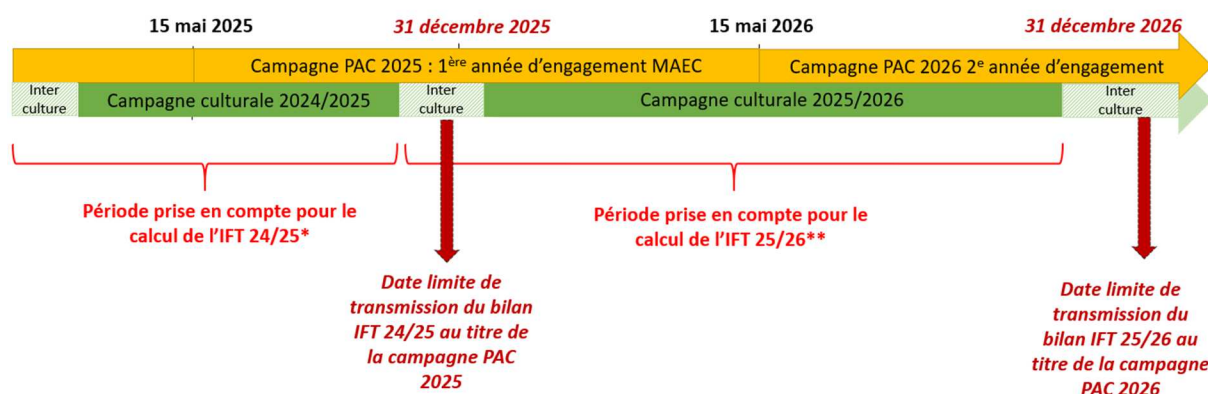 15 mai 2025
31 décembre 2025
15 mai 2026
31 décembre 2026
Campagne PAC 2025 : 1ère année d'engagement MAEC
Campagne PAC 2026 2e année d'engagement
Inter
culture
Campagne culturale 2024/2025
Inter
culture
Campagne culturale 2025/2026
Inter
culture
Période prise en compte pour le
calcul de l'IFT 24/25*
Période prise en compte pour le
calcul de l'IFT 25/26**
Date limite de
transmission du bilan
IFT 24/25 au titre de
la campagne PAC
2025
Date limite de
transmission du
bilan IFT 25/26 au
titre de la campagne
PAC 2026